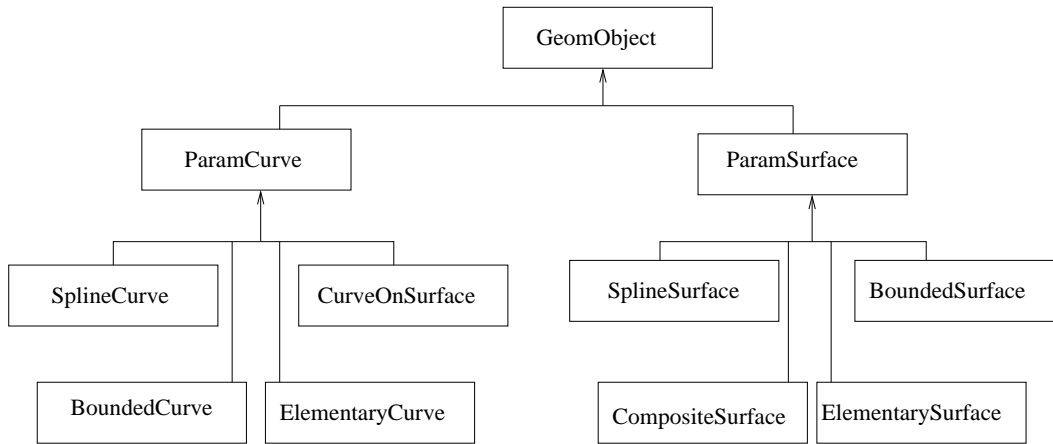 GeomObject
ParamCurve
ParamSurface
SplineCurve
CurveOnSurface
SplineSurface
BoundedSurface
BoundedCurve
ElementaryCurve
CompositeSurface
ElementarySurface